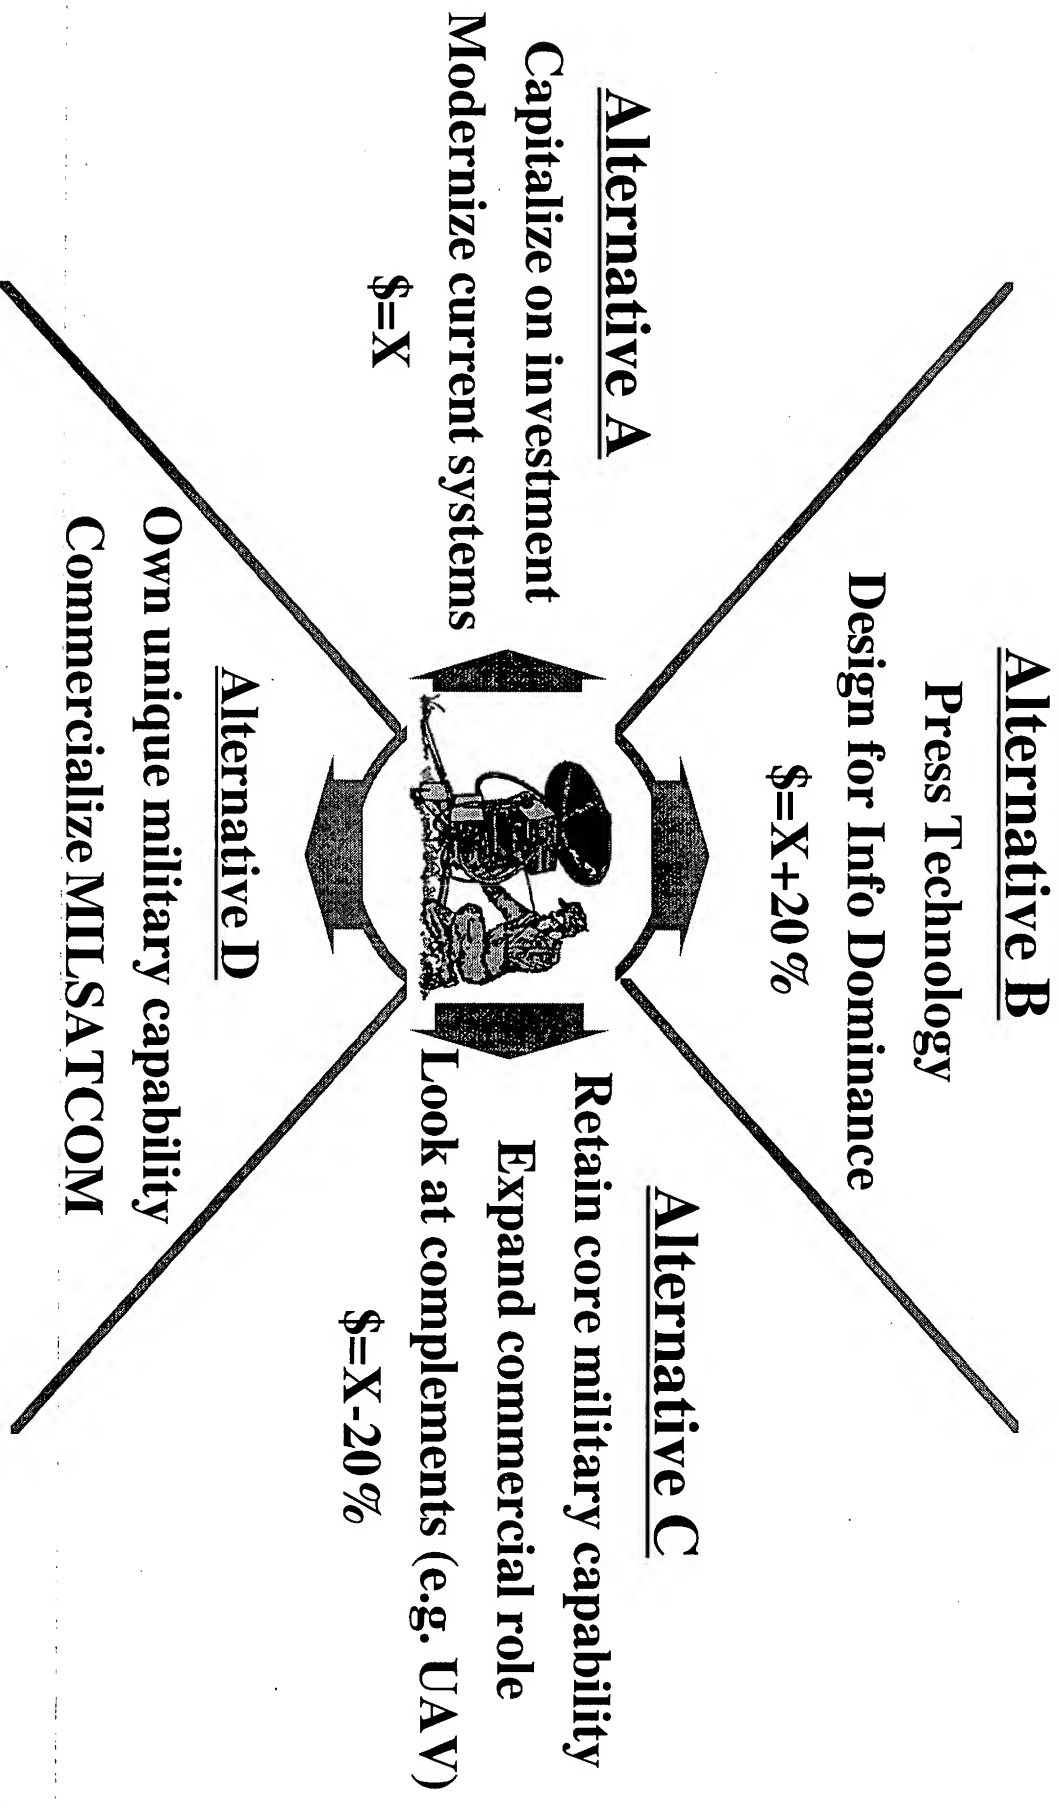 Alternative B
Press Technology
Design for Info Dominance
$=X+20%
Alternative A
Capitalize on investment
Modernize current systems
$=X
Alternative C
Retain core military capability
Expand commercial role
Look at complements (e.g. UAV)
$=X-20%
Alternative D
Own unique military capability
Commercialize MILSATCOM